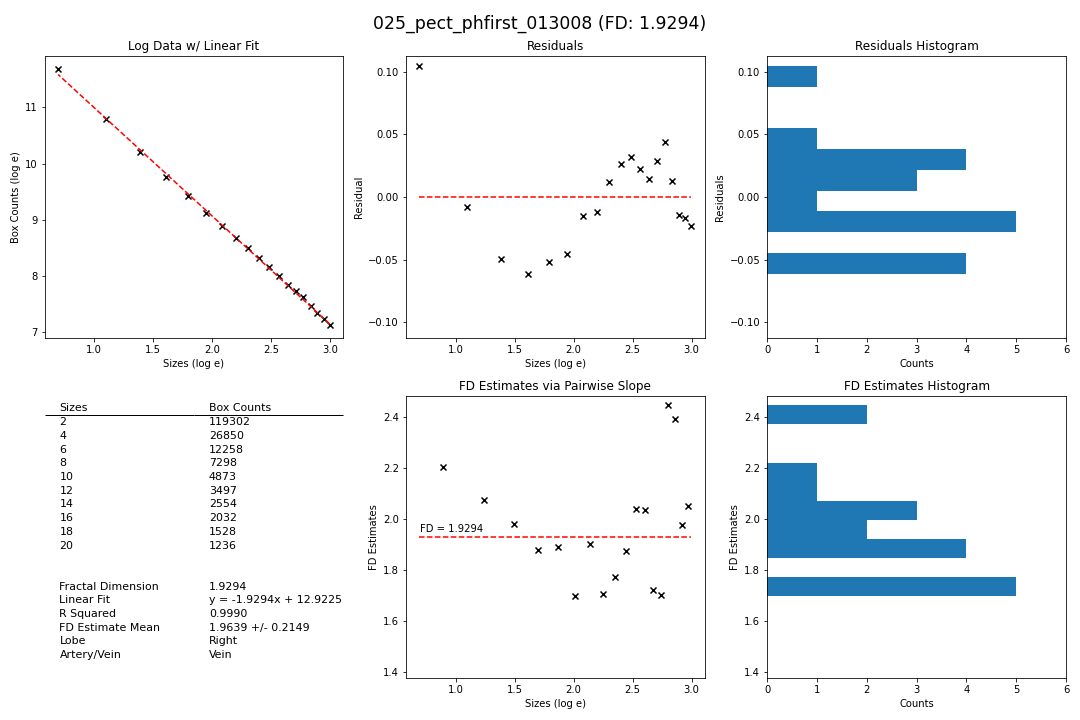 025_pect_phfirst_013008 (FD: 1.9294)
Log Data w/ Linear Fit
Box Counts (log e)
11
10
9
8
7
1.0 1.5 2.0 2.5 3.0
Sizes (log e)
Residuals
Residual
0.10
0.05
0.00
−0.05
−0.10
1.0 1.5 2.0 2.5 3.0
Sizes (log e)
Residuals Histogram
Residuals
0.10
0.05
0.00
−0.05
−0.10
0 1 2 3 4 5 6
Counts
Sizes Box Counts
2 119302
4 26850
6 12258
8 7298
10 4873
12 3497
14 2554
16 2032
18 1528
20 1236
Fractal Dimension 1.9294
Linear Fit y = -1.9294x + 12.9225
R Squared 0.9990
FD Estimate Mean 1.9639 +/- 0.2149
Lobe Right
Artery/Vein Vein
FD Estimates via Pairwise Slope
FD Estimates
2.4
2.2
2.0
1.8
1.6
1.4
FD = 1.9294
1.0 1.5 2.0 2.5 3.0
Sizes (log e)
FD Estimates Histogram
FD Estimates
2.4
2.2
2.0
1.8
1.6
1.4
0 1 2 3 4 5 6
Counts